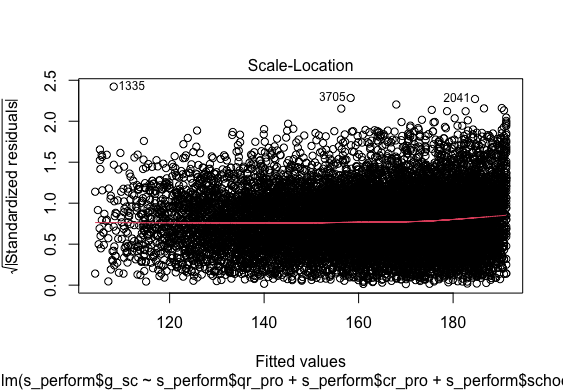 Scale-Location
√|Standardized residuals|
2.5
2.0
1.5
1.0
0.5
0.0
1335
3705
2041
120 140 160 180
Fitted values
lm(s_perform$g_sc ~ s_perform$qr_pro + s_perform$cr_pro + s_perform$schoo